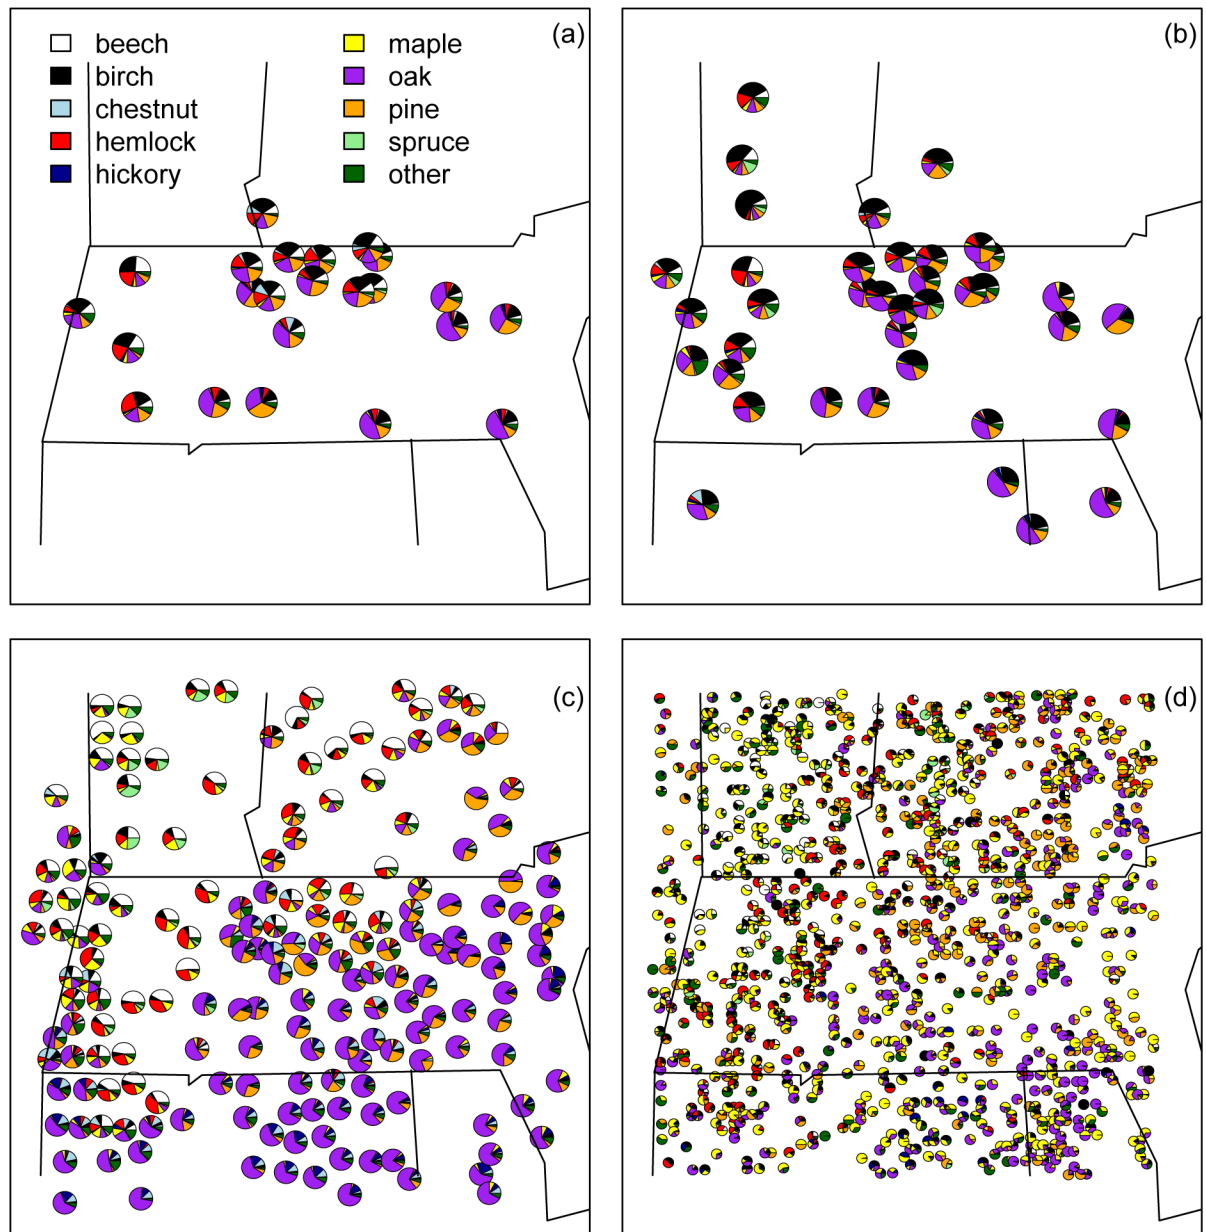 (a)
beech maple
birch oak
chestnut pine
hemlock spruce
hickory other
(b)
(c)
(d)